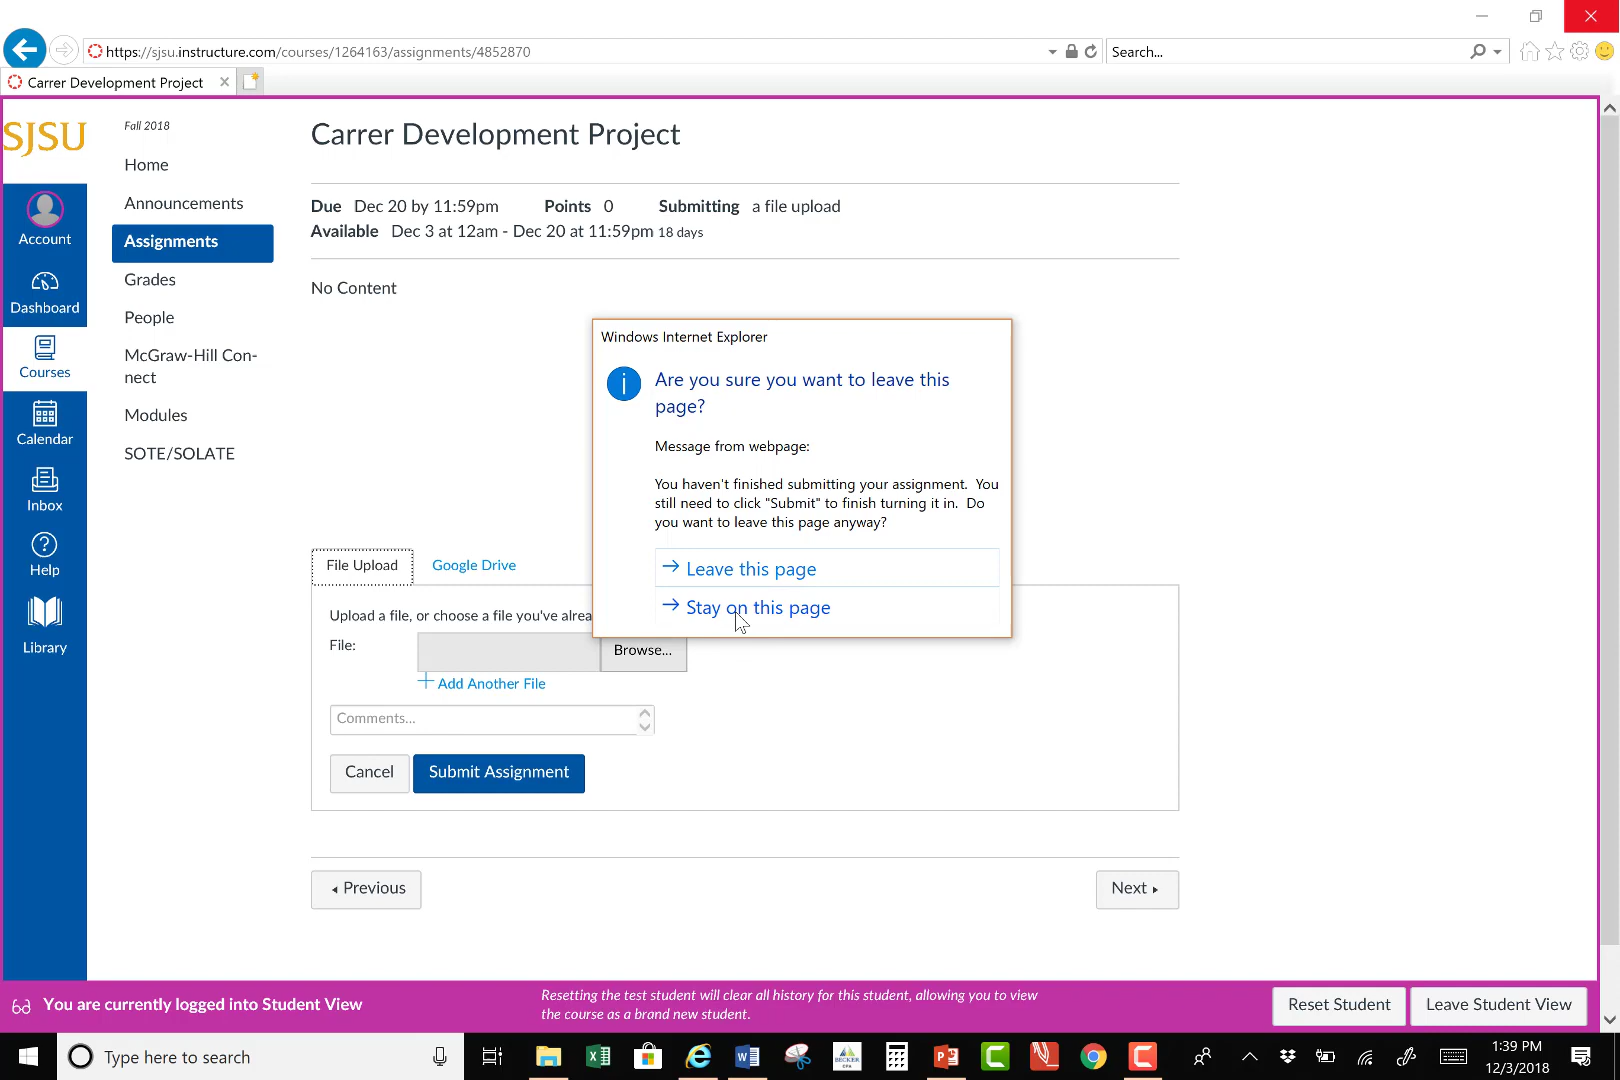 https://sjsu.instructure.com/courses/1264163/assignments/4852870
Search...
Carrer Development Project
SJSU
Account
Dashboard
Courses
Calendar
Inbox
Help
Library
Fall 2018
Home
Announcements
Assignments
Grades
People
McGraw-Hill Con-
nect
Modules
SOTE/SOLATE
Carrer Development Project
Due Dec 20 by 11:59pm Points 0 Submitting a file upload
Available Dec 3 at 12am - Dec 20 at 11:59pm 18 days
No Content
Windows Internet Explorer
Are you sure you want to leave this
page?
Message from webpage:
You haven't finished submitting your assignment. You
still need to click "Submit" to finish turning it in. Do
you want to leave this page anyway?
Leave this page
Stay on this page
File Upload Google Drive
Upload a file, or choose a file you've alrea
File: Browse...
Add Another File
Comments...
Cancel Submit Assignment
Previous Next
You are currently logged into Student View
Resetting the test student will clear all history for this student, allowing you to view
the course as a brand new student.
Reset Student Leave Student View
Type here to search
BECKER
1:39 PM
12/3/2018